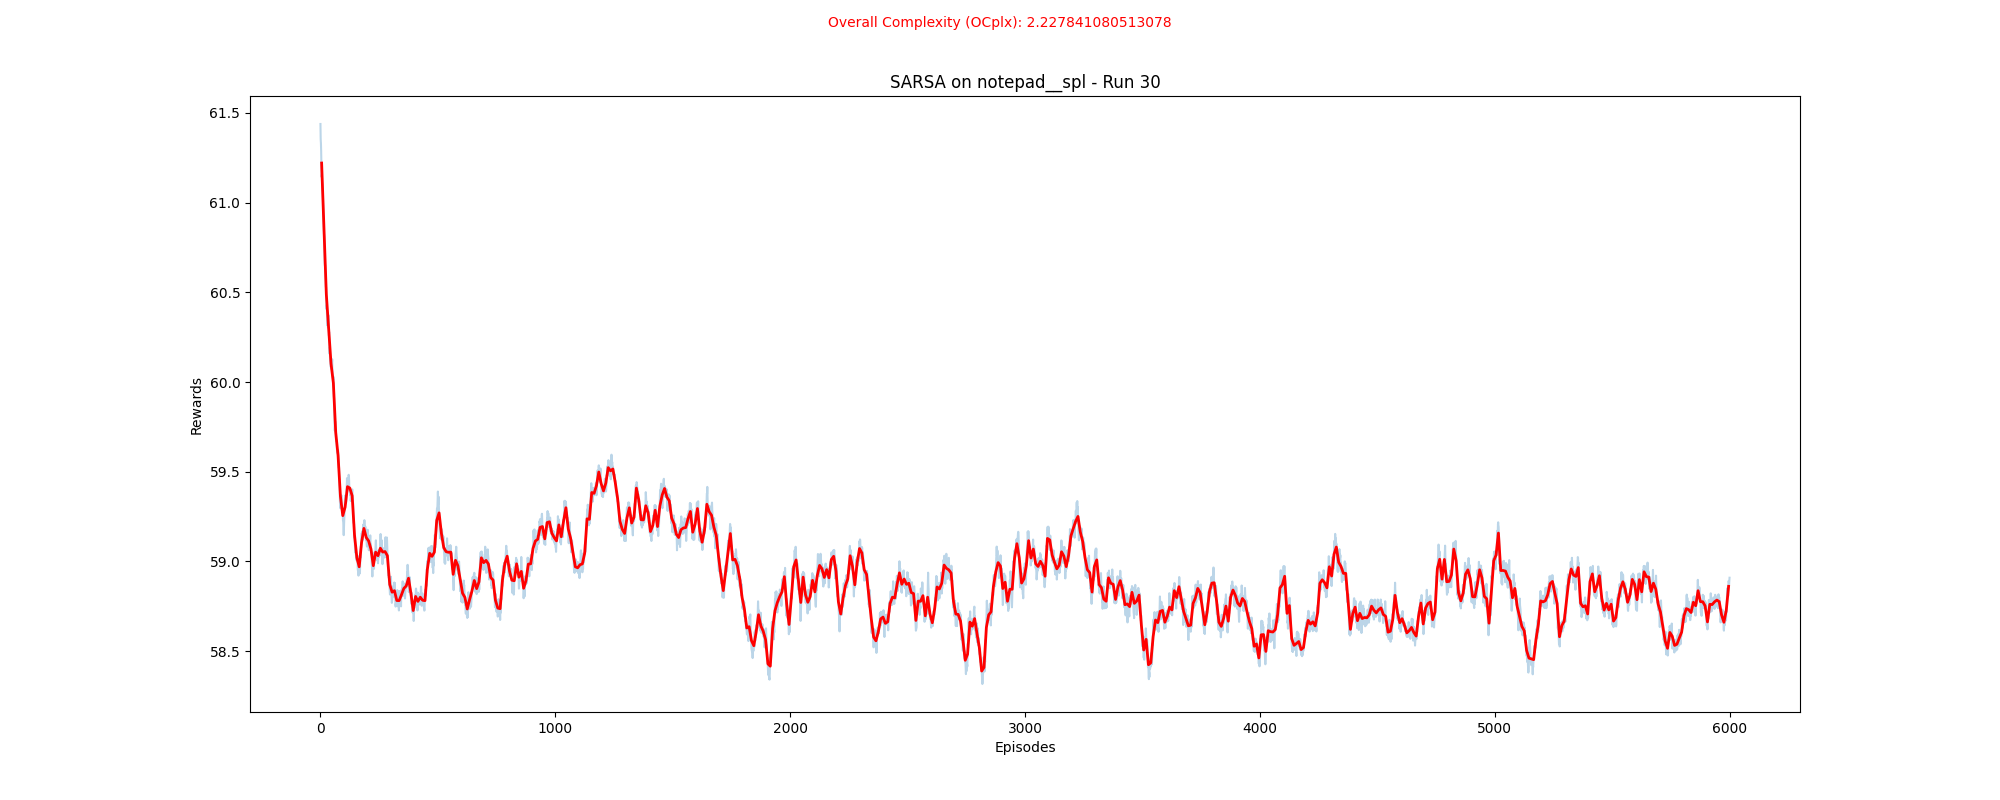 Overall Complexity (OCplx): 2.227841080513078
SARSA on notepad__spl - Run 30
61.5
61.0
60.5
60.0
59.5
59.0
58.5
Rewards
0 1000 2000 3000 4000 5000 6000
Episodes